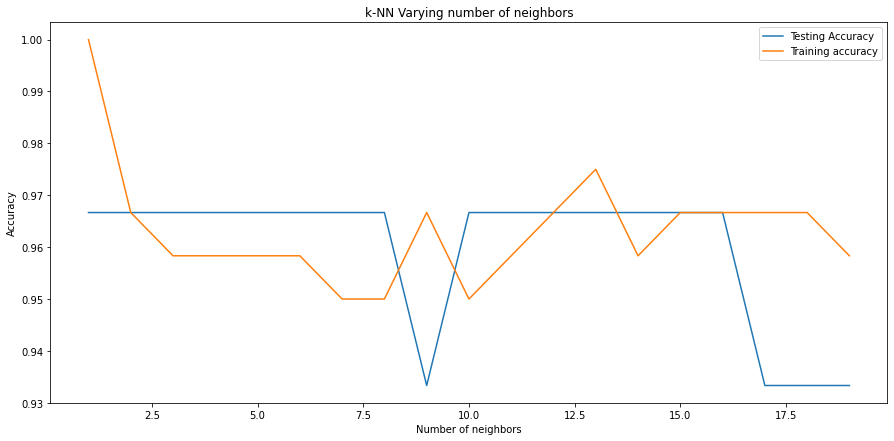 k-NN Varying number of neighbors
Testing Accuracy
Training accuracy
1.00
0.99
0.98
0.97
0.96
0.95
0.94
0.93
Accuracy
2.5 5.0 7.5 10.0 12.5 15.0 17.5
Number of neighbors